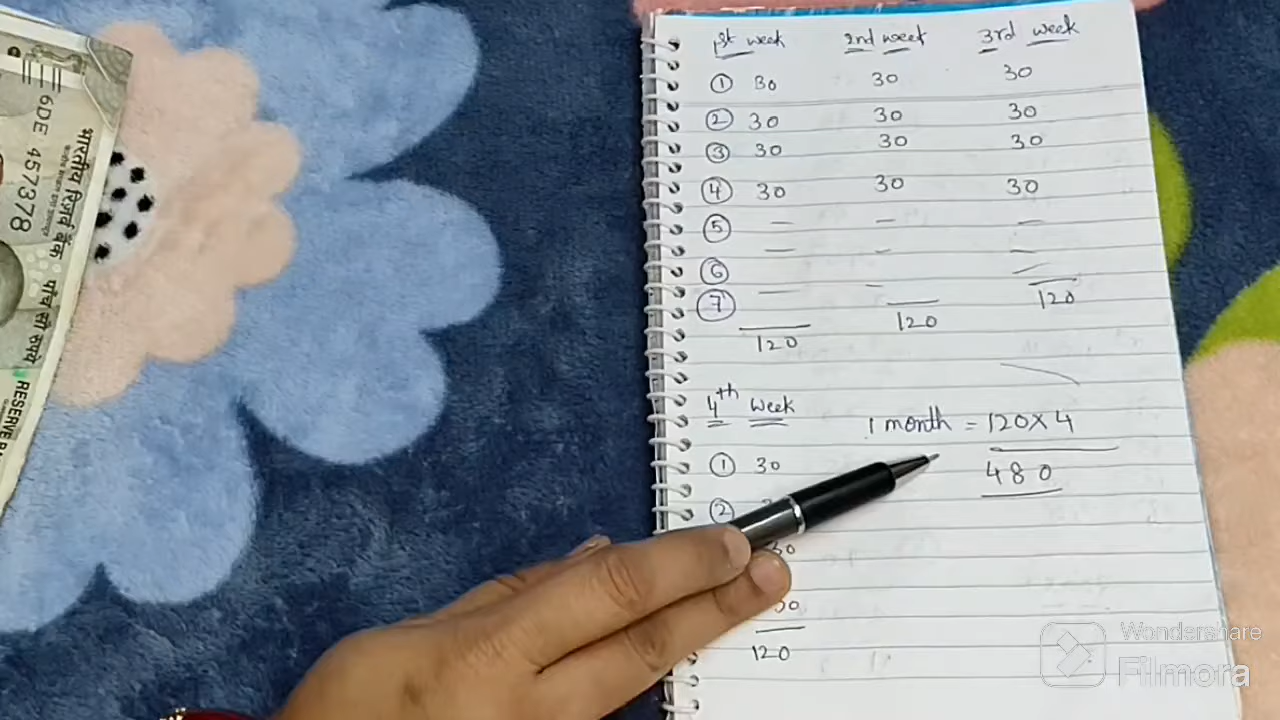 1st week 2nd week 3rd week
① 30 30 30
② 30 30 30
③ 30 30 30
④ 30 30 30
⑤ — — —
⑥ — — —
⑦ — — —
120 120 120
4th week
1 month = 120 x 4
480
① 30
②
30
30
120
6DE 457378
भारतीय रिज़र्व बैंक
पाँच सौ रुपये
RESERVE
Wondershare
Filmora